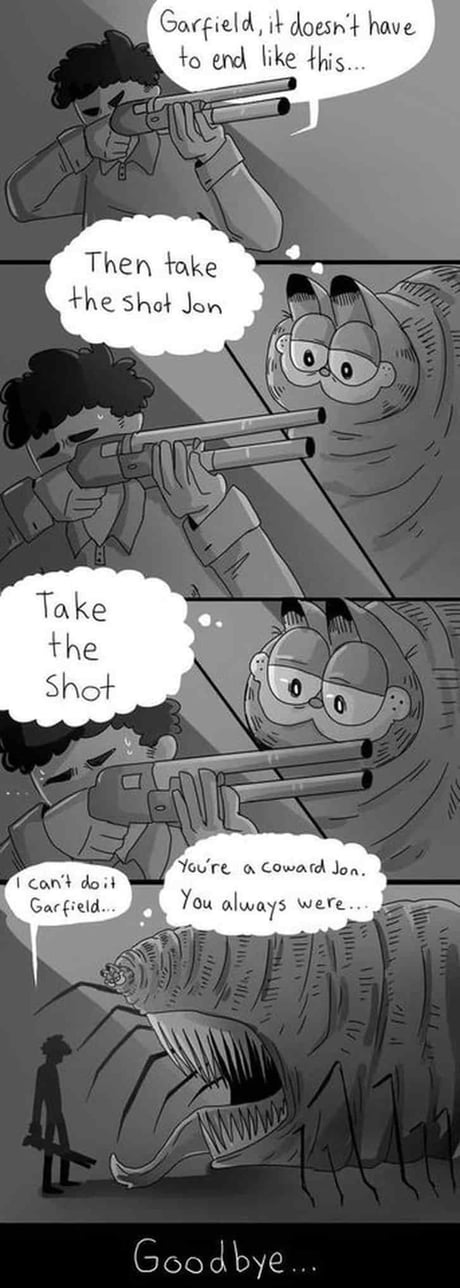 Garfield, it doesn't have
to end like this...
Then take
the shot Jon
Take
the
Shot
I can't do it
Garfield...
You're a coward Jon.
You always were...
Goodbye...